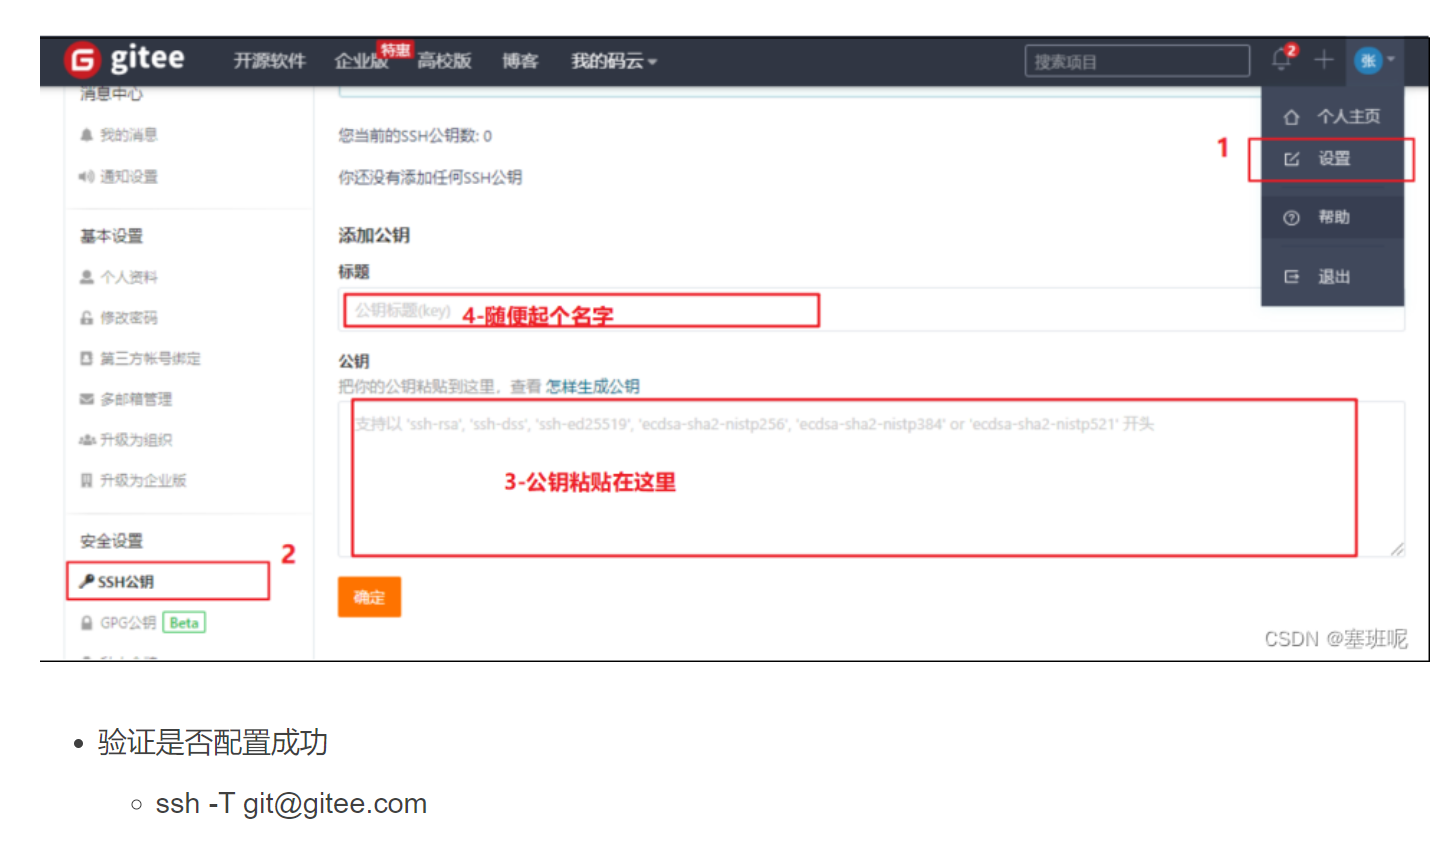 gitee 开源软件 企业版 特惠 高校版 博客 我的码云 搜索项目 2 张
消息中心
我的消息
通知设置
基本设置
个人资料
修改密码
第三方帐号绑定
多邮箱管理
升级为组织
升级为企业版
安全设置
SSH公钥
2
GPG公钥 Beta
您当前的SSH公钥数: 0
你还没有添加任何SSH公钥
添加公钥
标题
公钥标题(key) 4-随便起个名字
公钥
把你的公钥粘贴到这里，查看 怎样生成公钥
支持以 'ssh-rsa', 'ssh-dss', 'ssh-ed25519', 'ecdsa-sha2-nistp256', 'ecdsa-sha2-nistp384' or 'ecdsa-sha2-nistp521' 开头
3-公钥粘贴在这里
确定
个人主页
1 设置
帮助
退出
CSDN @塞班呢
验证是否配置成功
ssh -T git@gitee.com